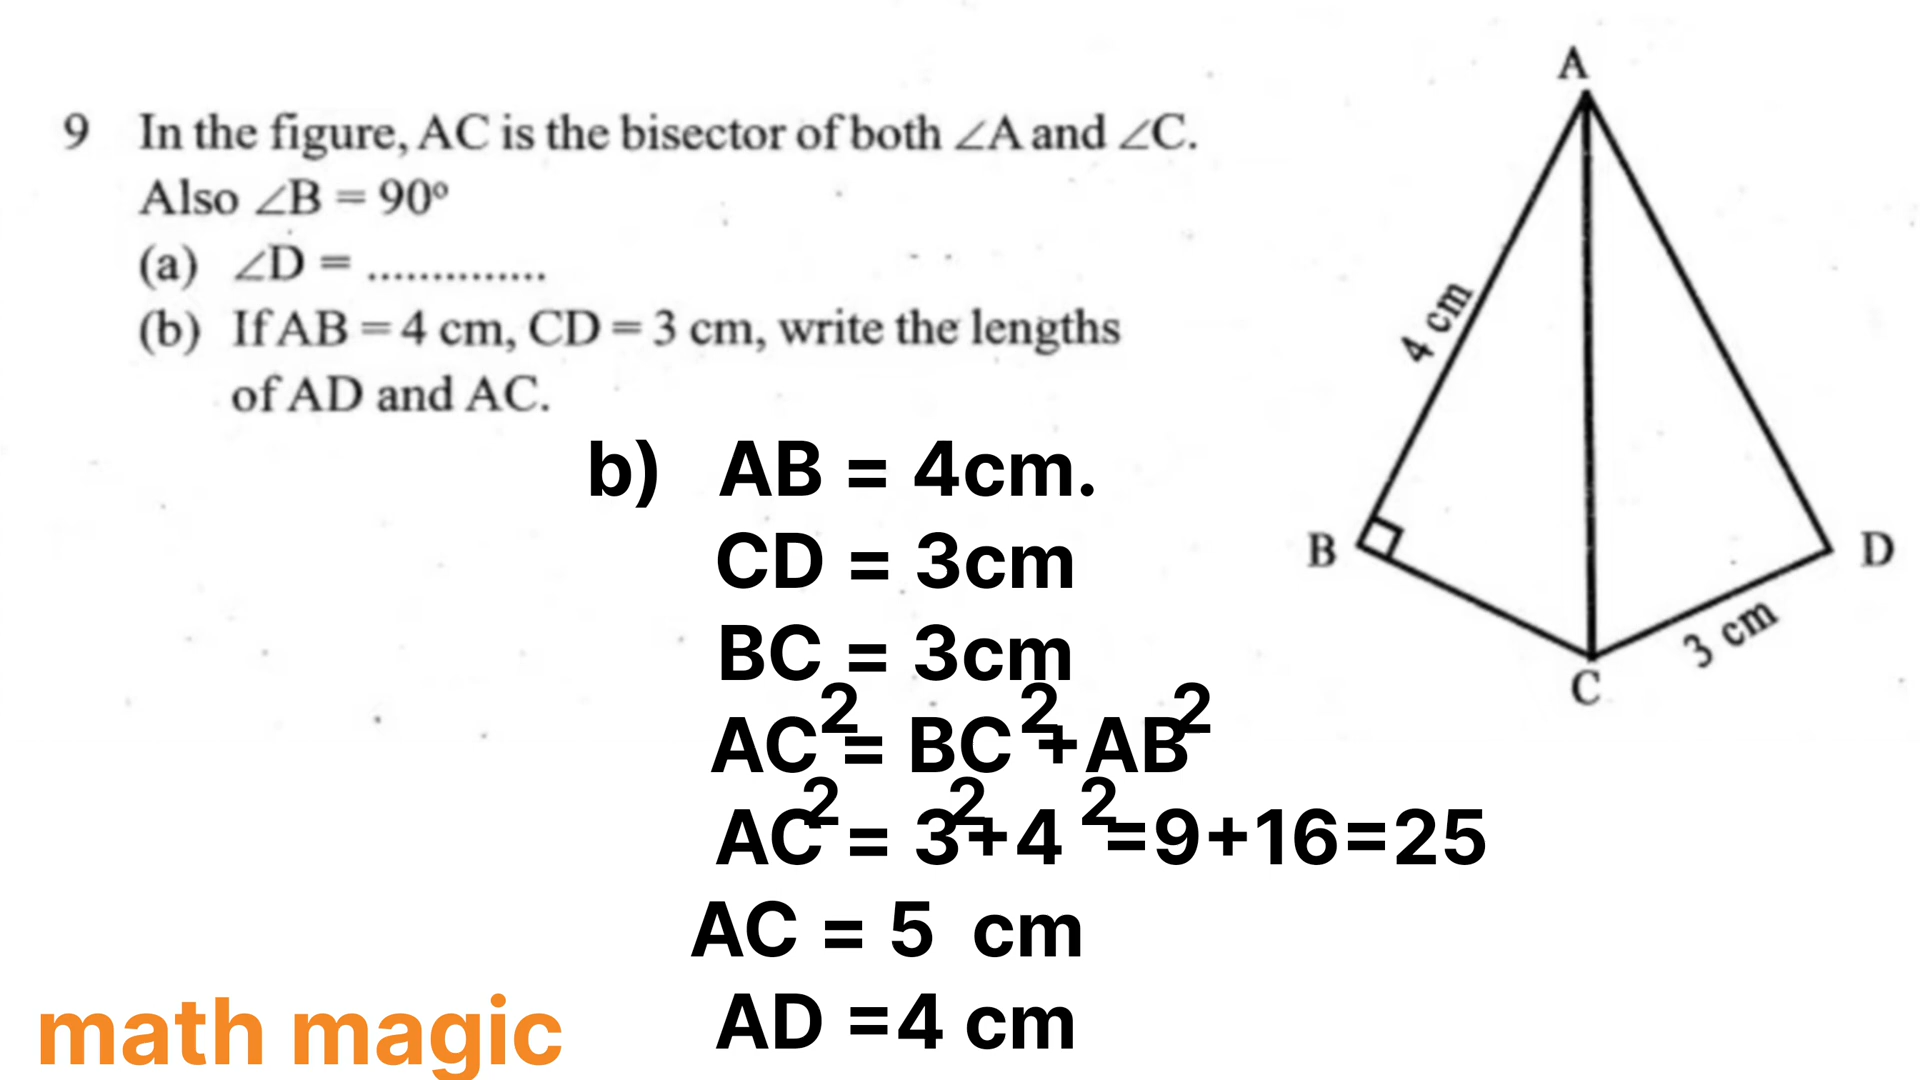 9 In the figure, AC is the bisector of both ∠A and ∠C.
Also ∠B = 90º
(a) ∠D = ..............
(b) If AB = 4 cm, CD = 3 cm, write the lengths
of AD and AC.
A
4 cm
B
D
3 cm
C
b) AB = 4cm.
CD = 3cm
BC = 3cm
AC²= BC²+AB²
AC²= 3²+4²=9+16=25
AC = 5 cm
AD =4 cm
math magic